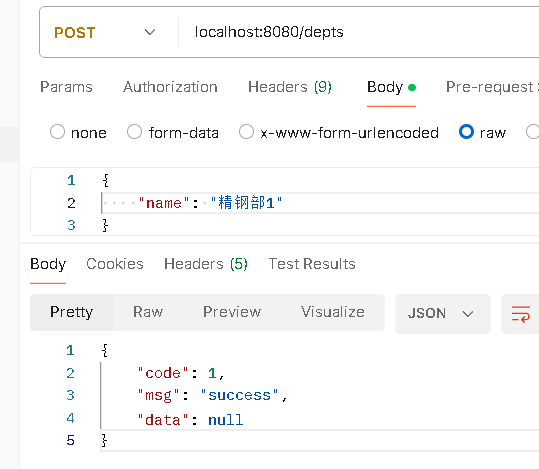 POST localhost:8080/depts
Params Authorization Headers (9) Body Pre-request
none form-data x-www-form-urlencoded raw
1 {
2 "name": "精钢部1"
3 }
Body Cookies Headers (5) Test Results
Pretty Raw Preview Visualize JSON
1 {
2 "code": 1,
3 "msg": "success",
4 "data": null
5 }